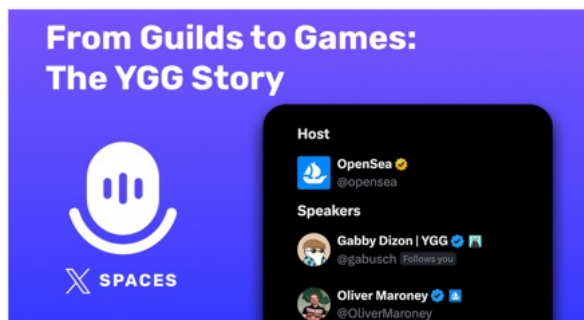 From Guilds to Games:
The YGG Story
X SPACES
Host
OpenSea
@opensea
Speakers
Gabby Dizon | YGG
@gabusch Follows you
Oliver Maroney
@OliverMaroney